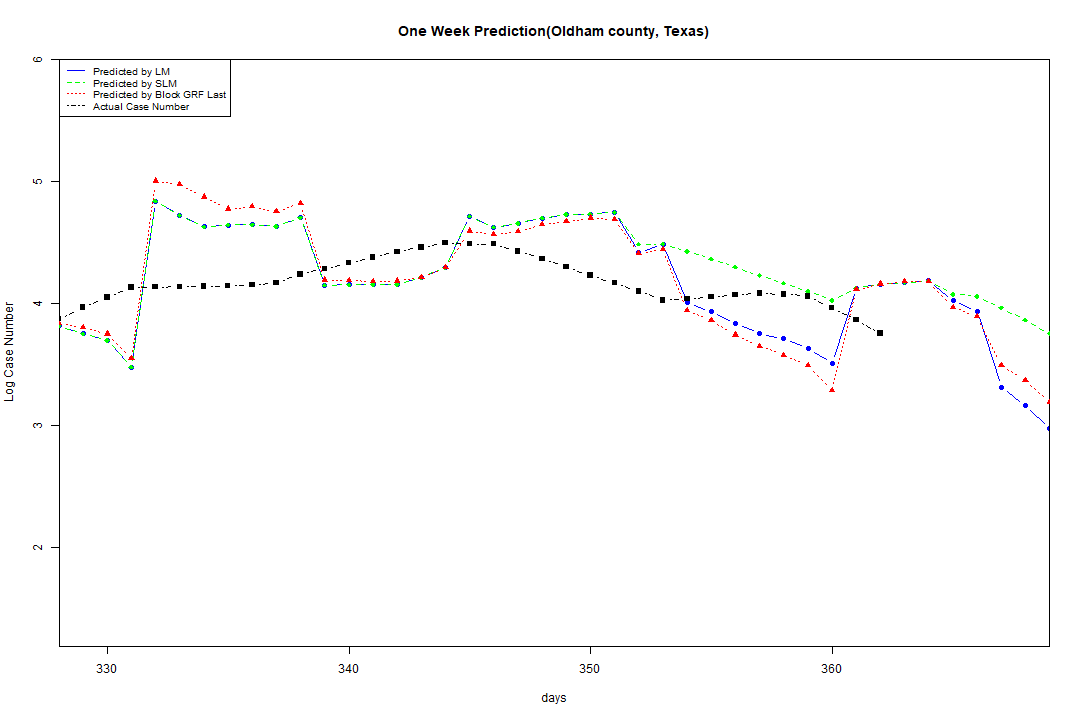 One Week Prediction(Oldham county, Texas)
Predicted by LM
Predicted by SLM
Predicted by Block GRF Last
Actual Case Number
6
5
4
3
2
Log Case Number
330 340 350 360
days